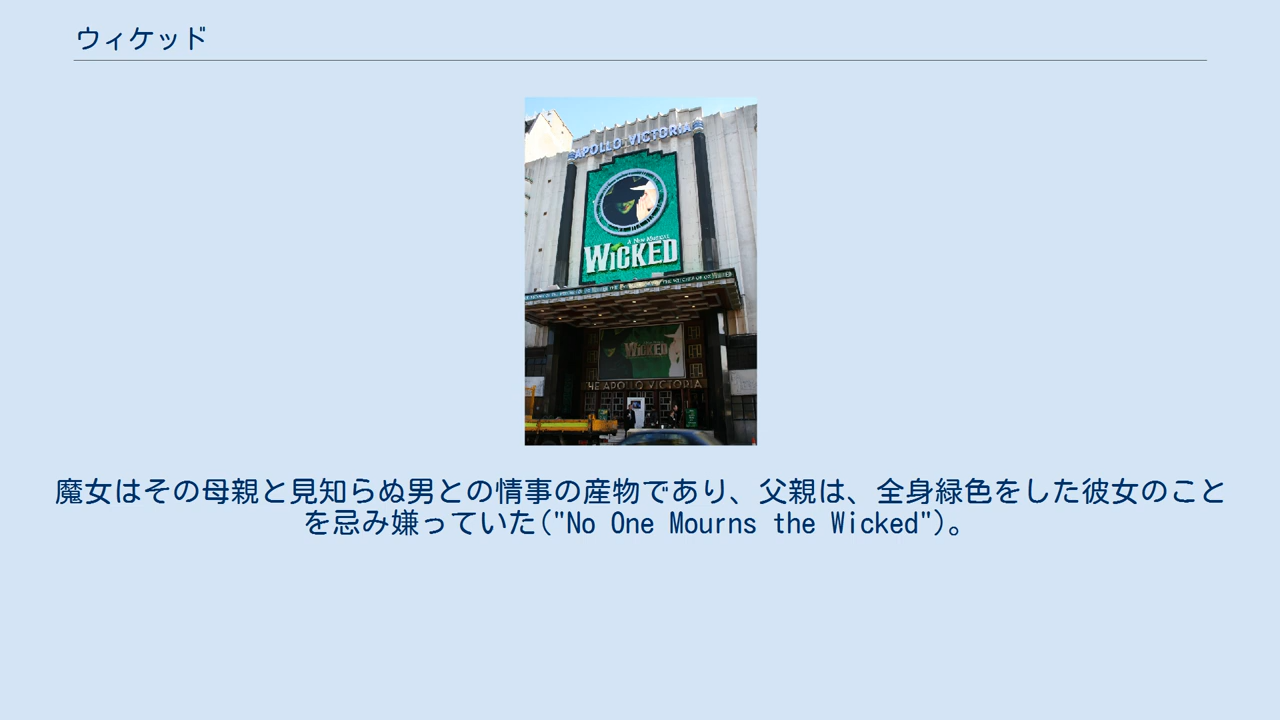 ウィケッド
APOLLO VICTORIA
A NEW MUSICAL
WICKED
WICKED
THE APOLLO VICTORIA
魔女はその母親と見知らぬ男との情事の産物であり、父親は、全身緑色をした彼女のこと
を忌み嫌っていた("No One Mourns the Wicked")。